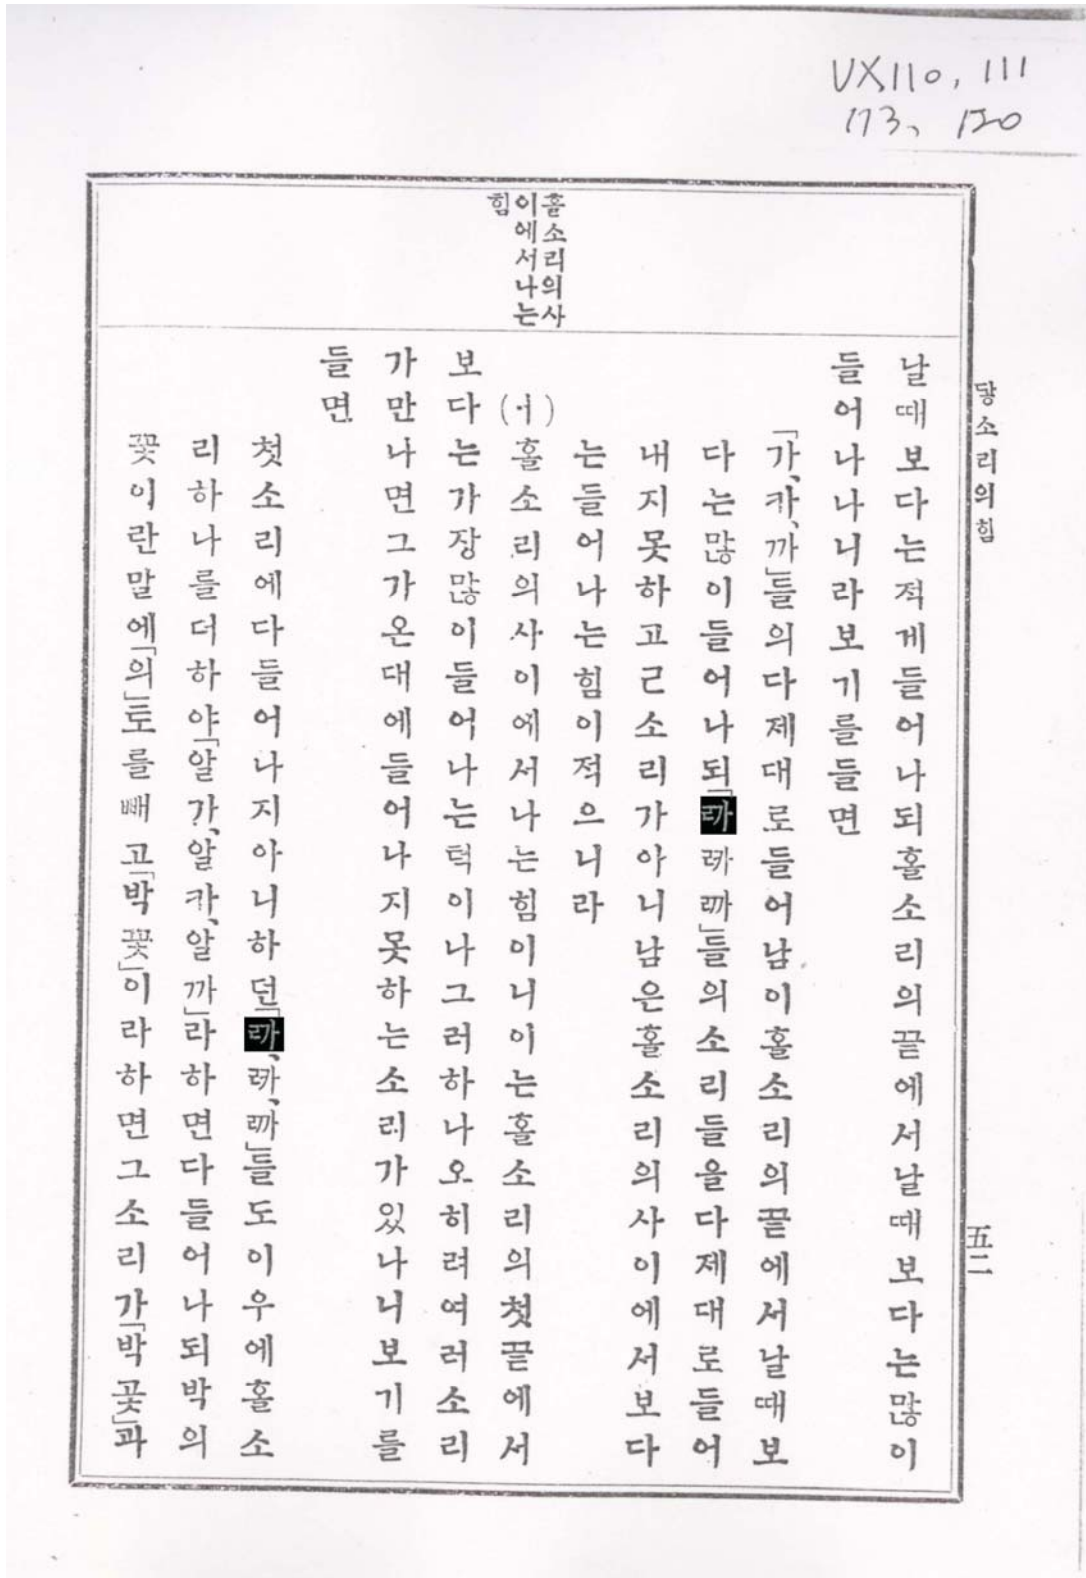 VX110, 111
닿소리의힘
五二
홀소리의사
이에서나는
힘
날때보다는적게들어나되홀소리의끝에서날때보다는많이
들어나나니라보기를들면
「가、카、까」들의다제대로들어남이홀소리의끝에서날때보
다는많이들어나되「ꥤᅡ ꥥᅡ」들의소리들을다제대로들어
내지못하고근소리가아니남은홀소리의사이에서보다
는들어나는힘이적으니라
(ㅓ)홀소리의사이에서나는힘이니이는홀소리의첫끝에서
보다는가장많이들어나는턱이나그러하나오히려여러소리
가만나면그가온대에들어나지못하는소리가있나니보기를
들면
첫소리에다들어나지아니하던「ꥤᅡ、ꥥᅡ」들도이우에홀소
리하나를더하야「알가、알카、알까」라하면다들어나되박의
꽃이란말에「의」토를빼고「박꽃」이라하면그소리가「박곷」과